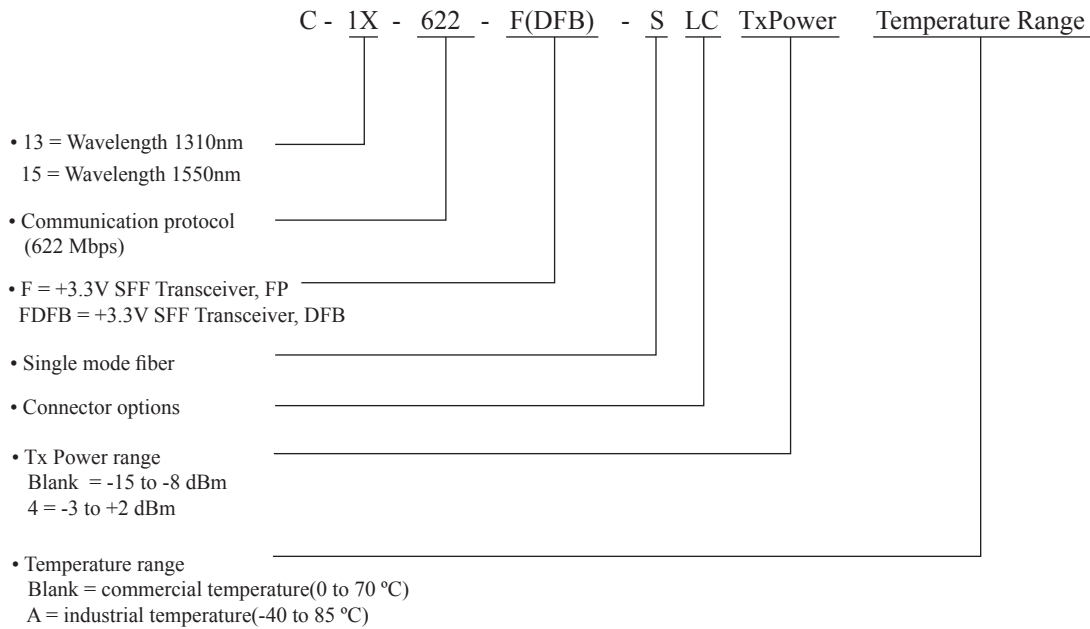 C - 1X - 622 - F(DFB) - S LC TxPower Temperature Range
• 13 = Wavelength 1310nm
15 = Wavelength 1550nm
• Communication protocol
(622 Mbps)
• F = +3.3V SFF Transceiver, FP
FDFB = +3.3V SFF Transceiver, DFB
• Single mode fiber
• Connector options
• Tx Power range
Blank = -15 to -8 dBm
4 = -3 to +2 dBm
• Temperature range
Blank = commercial temperature(0 to 70 ºC)
A = industrial temperature(-40 to 85 ºC)